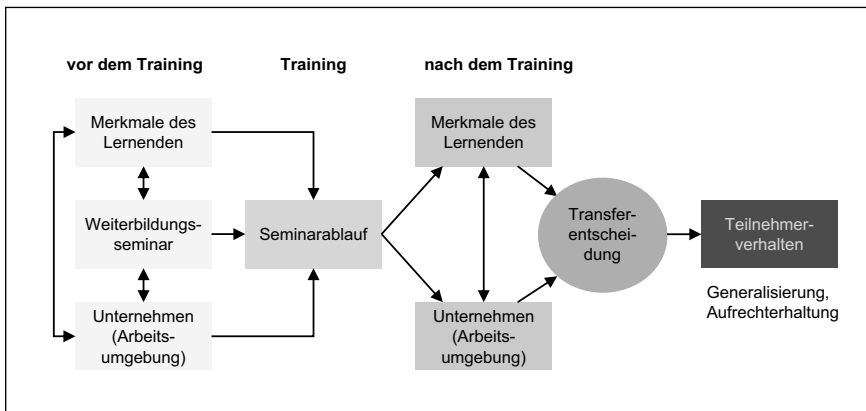 vor dem Training
Training
nach dem Training
Merkmale des
Lernenden
Weiterbildungs-
seminar
Unternehmen
(Arbeits-
umgebung)
Seminarablauf
Merkmale des
Lernenden
Unternehmen
(Arbeits-
umgebung)
Transfer-
entschei-
dung
Teilnehmer-
verhalten
Generalisierung,
Aufrechterhaltung